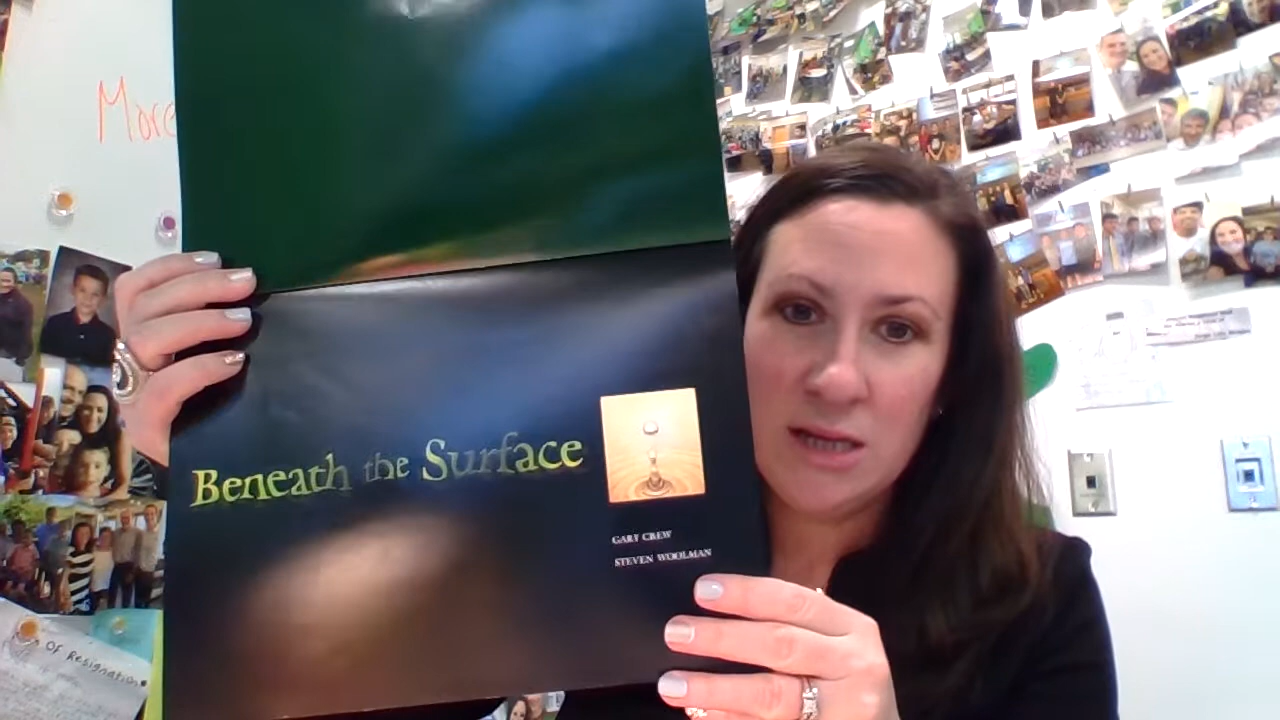 More
Beneath the Surface
GARY CREW
STEVEN WOOLMAN
OF RESIGNATION